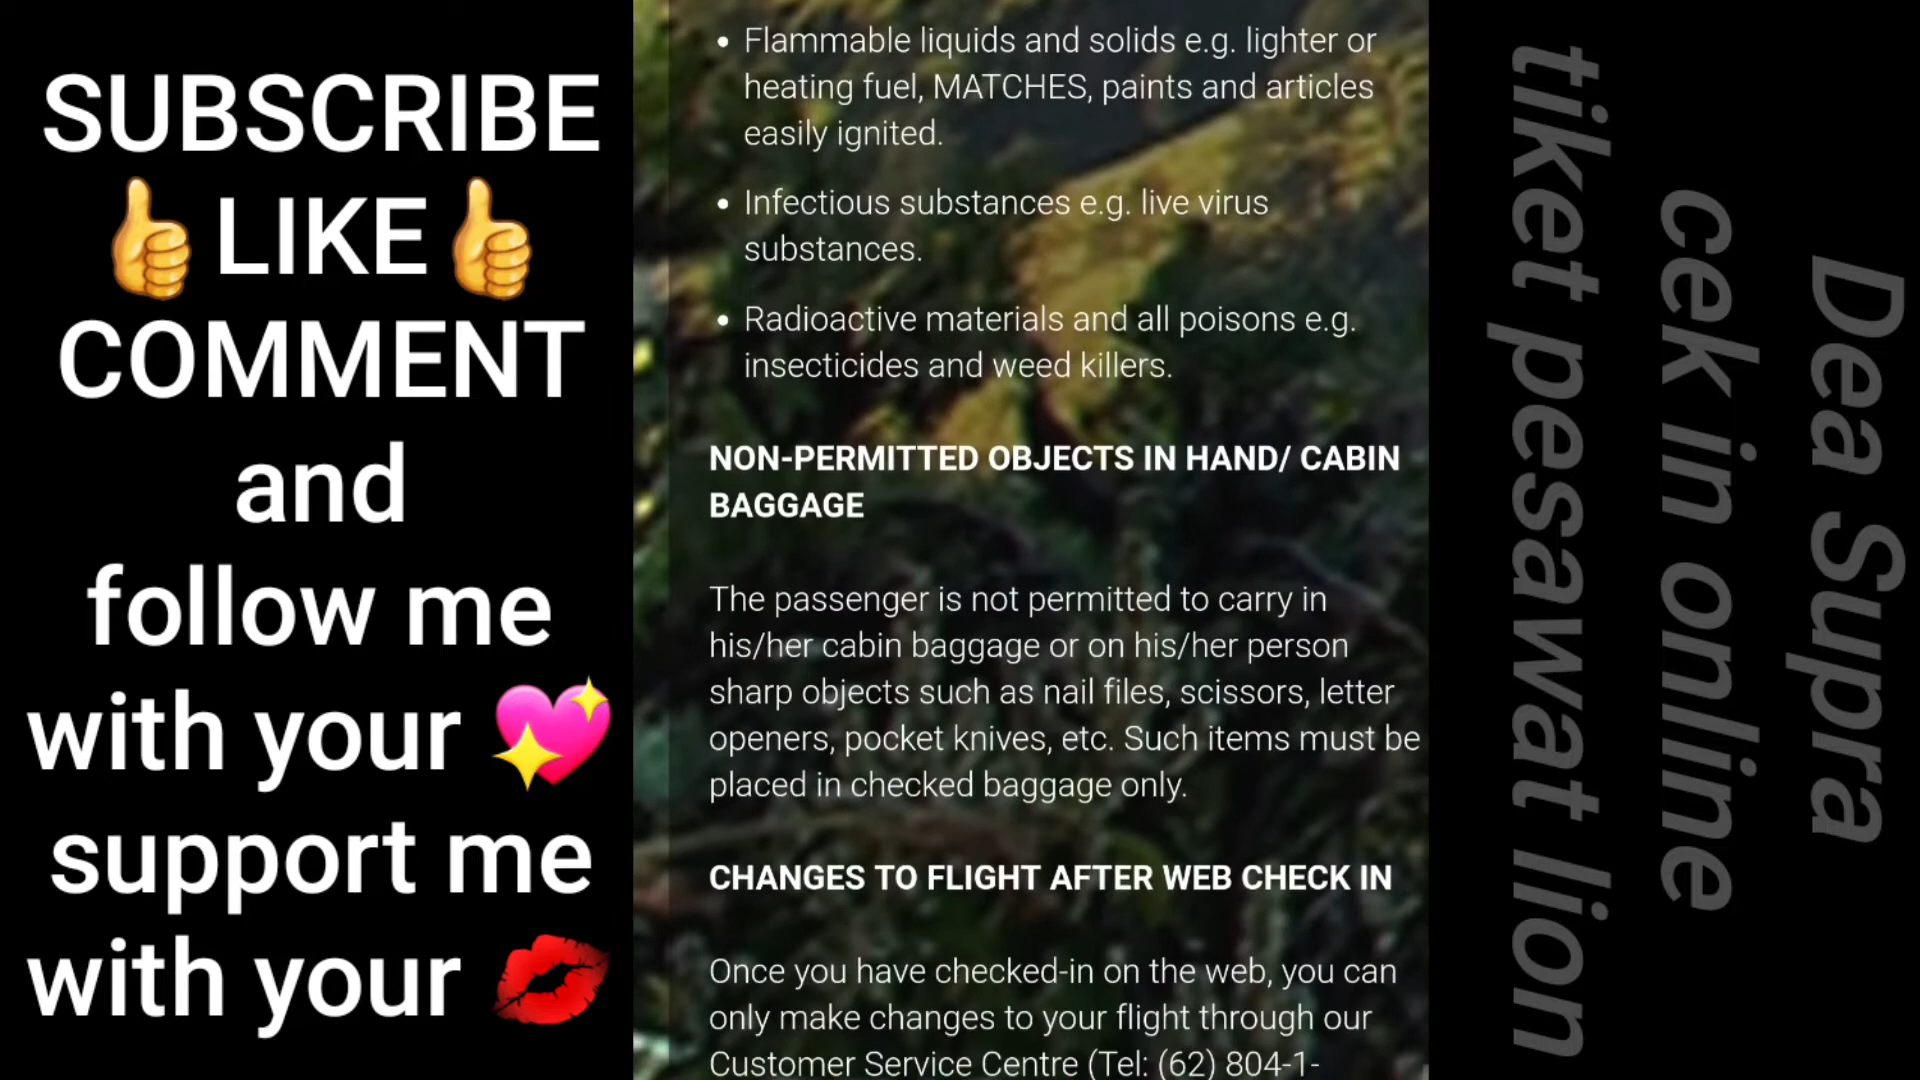 SUBSCRIBE
👍LIKE👍
COMMENT
and
follow me
with your 💖
support me
with your 💋
• Flammable liquids and solids e.g. lighter or
heating fuel, MATCHES, paints and articles
easily ignited.
• Infectious substances e.g. live virus
substances.
• Radioactive materials and all poisons e.g.
insecticides and weed killers.
NON-PERMITTED OBJECTS IN HAND/ CABIN
BAGGAGE
The passenger is not permitted to carry in
his/her cabin baggage or on his/her person
sharp objects such as nail files, scissors, letter
openers, pocket knives, etc. Such items must be
placed in checked baggage only.
CHANGES TO FLIGHT AFTER WEB CHECK IN
Once you have checked-in on the web, you can
only make changes to your flight through our
Customer Service Centre (Tel: (62) 804-1-
Dea Supra
cek in online
tiket pesawat lion